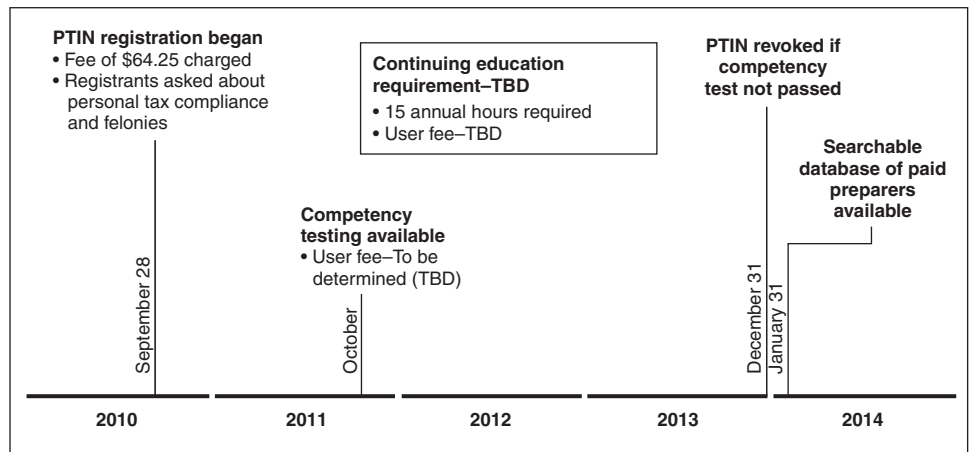 PTIN registration began
• Fee of $64.25 charged
• Registrants asked about
personal tax compliance
and felonies
September 28
Competency
testing available
• User fee–To be
determined (TBD)
October
Continuing education
requirement–TBD
• 15 annual hours required
• User fee–TBD
PTIN revoked if
competency
test not passed
December 31
Searchable
database of paid
preparers
available
January 31
2010
2011
2012
2013
2014